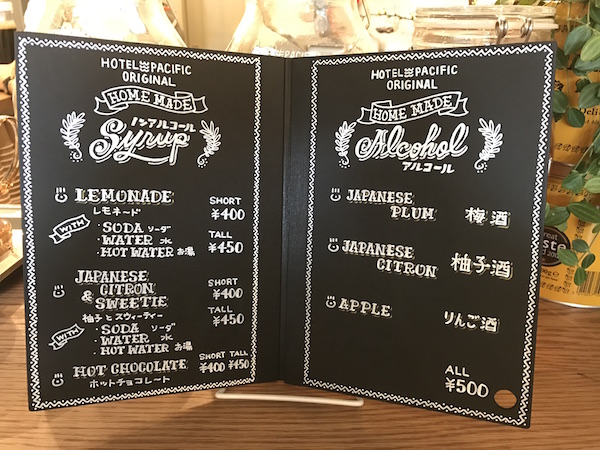 HOTEL PACIFIC
ORIGINAL
HOME MADE
ノンアルコール
Syrup
LEMONADE
レモネード
SHORT
¥400
WITH
・SODA ソーダ
・WATER 水
・HOT WATER お湯
TALL
¥450
JAPANESE
CITRON
& SWEETIE
柚子とスウィーティー
SHORT
¥400
TALL
¥450
WITH
・SODA ソーダ
・WATER 水
・HOT WATER お湯
HOT CHOCOLATE
ホットチョコレート
SHORT TALL
¥400 ¥450
HOTEL PACIFIC
ORIGINAL
HOME MADE
Alcohol
アルコール
JAPANESE
PLUM 梅酒
JAPANESE
CITRON 柚子酒
APPLE りんご酒
ALL
¥500